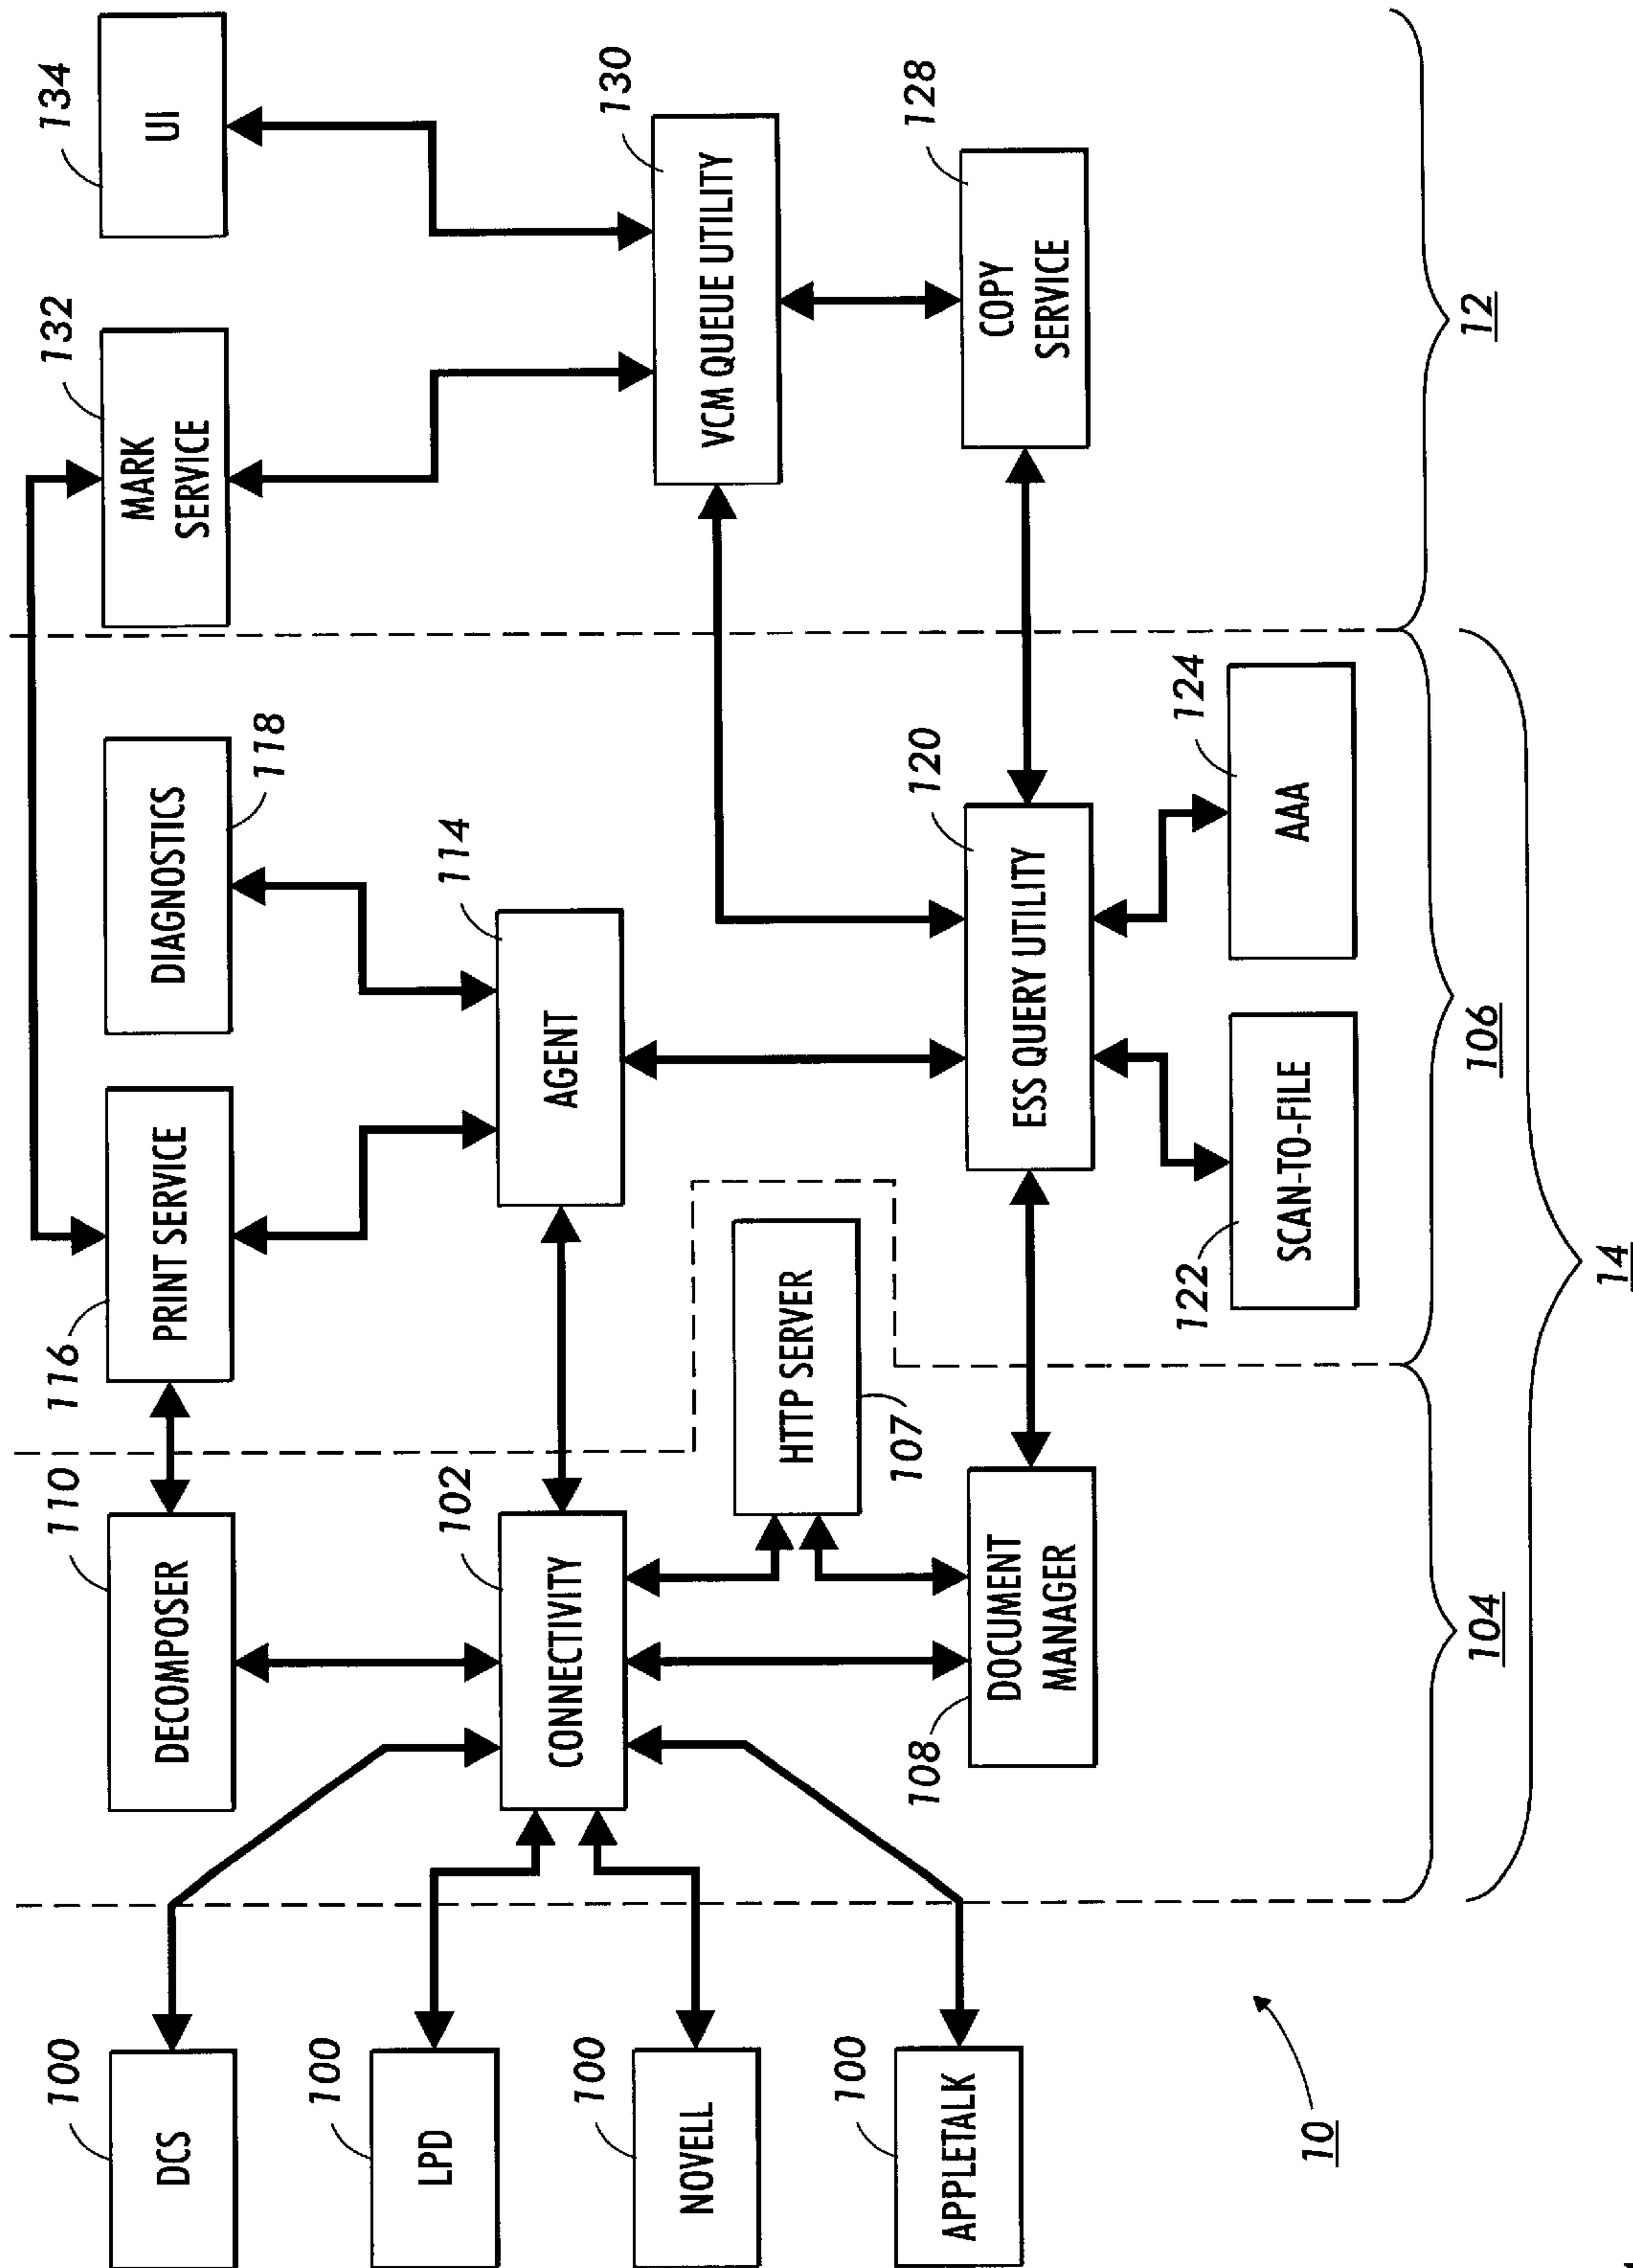 100
DCS
100
LPD
100
NOVELL
100
APPLETALK
10
110
DECOMPOSER
102
CONNECTIVITY
HTTP SERVER
107
108
DOCUMENT
MANAGER
104
116
PRINT SERVICE
DIAGNOSTICS
118
114
AGENT
120
ESS QUERY UTILITY
122
SCAN-TO-FILE
124
AAA
106
14
132
MARK
SERVICE
134
UI
130
VCM QUEUE UTILITY
128
COPY
SERVICE
12